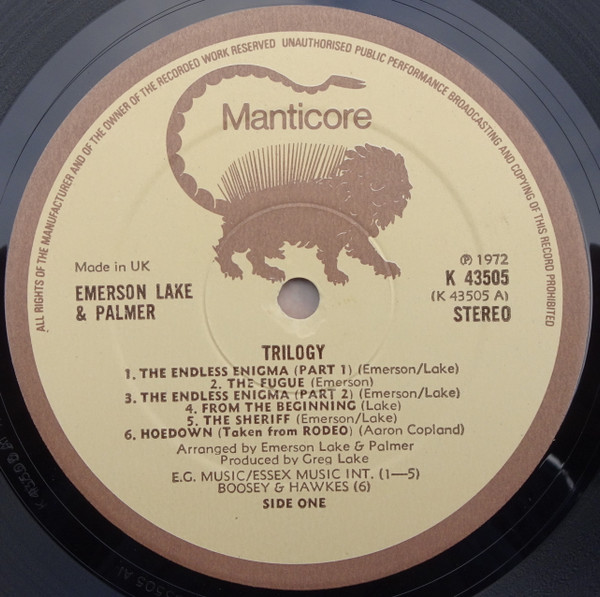 ALL RIGHTS OF THE MANUFACTURER AND OF THE OWNER OF THE RECORDED WORK RESERVED UNAUTHORISED PUBLIC PERFORMANCE BROADCASTING AND COPYING OF THIS RECORD PROHIBITED
Manticore
Made in UK
EMERSON LAKE
& PALMER
℗ 1972
K 43505
(K 43505 A)
STEREO
TRILOGY
1. THE ENDLESS ENIGMA (PART 1) (Emerson/Lake)
2. THE FUGUE (Emerson)
3. THE ENDLESS ENIGMA (PART 2) (Emerson/Lake)
4. FROM THE BEGINNING (Lake)
5. THE SHERIFF (Emerson/Lake)
6. HOEDOWN (Taken from RODEO) (Aaron Copland)
Arranged by Emerson Lake & Palmer
Produced by Greg Lake
E.G. MUSIC/ESSEX MUSIC INT. (1—5)
BOOSEY & HAWKES (6)
SIDE ONE